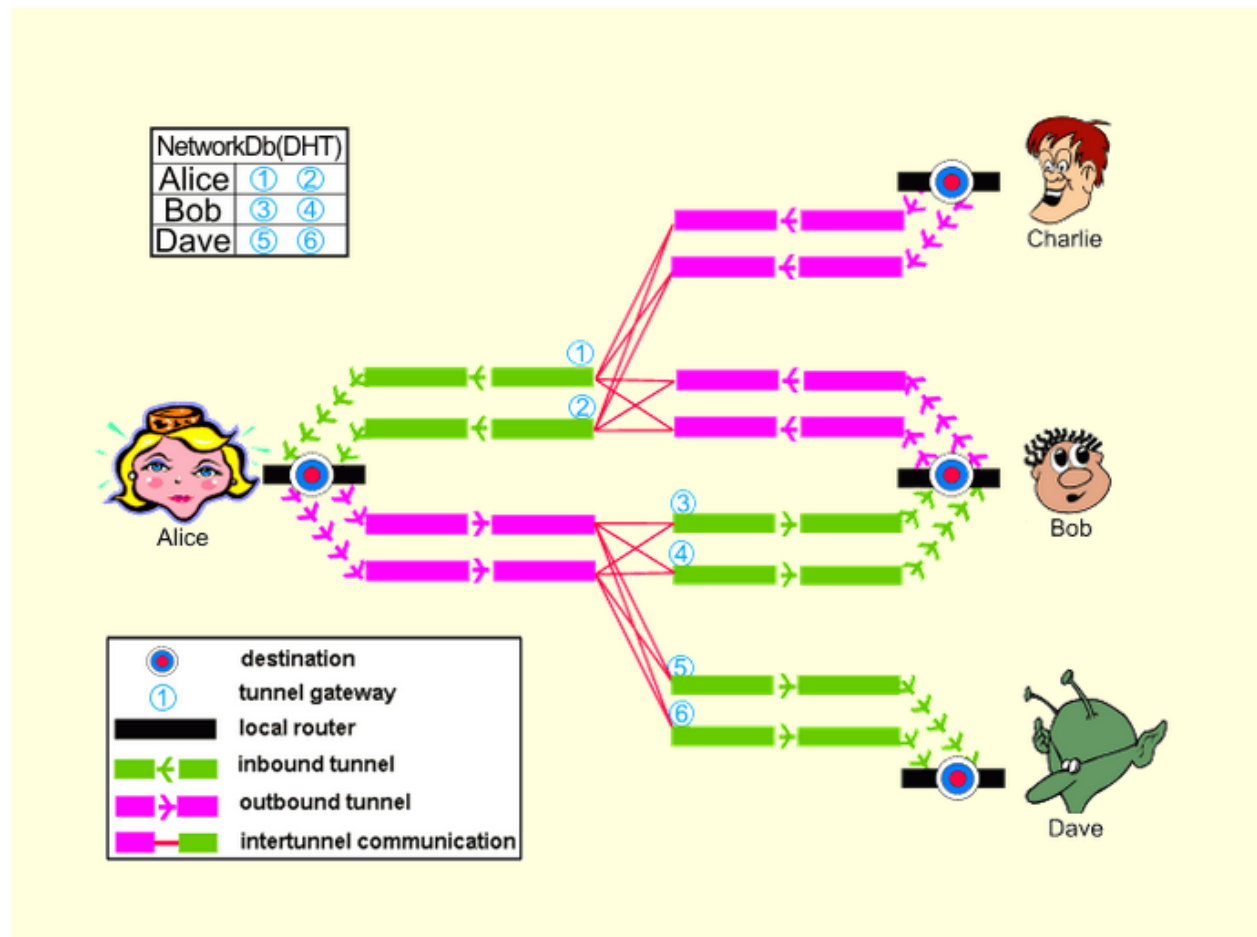 NetworkDb(DHT)
Alice ① ②
Bob ③ ④
Dave ⑤ ⑥
Charlie
①
②
Alice
③
④
Bob
⑤
⑥
Dave
destination
① tunnel gateway
local router
inbound tunnel
outbound tunnel
intertunnel communication